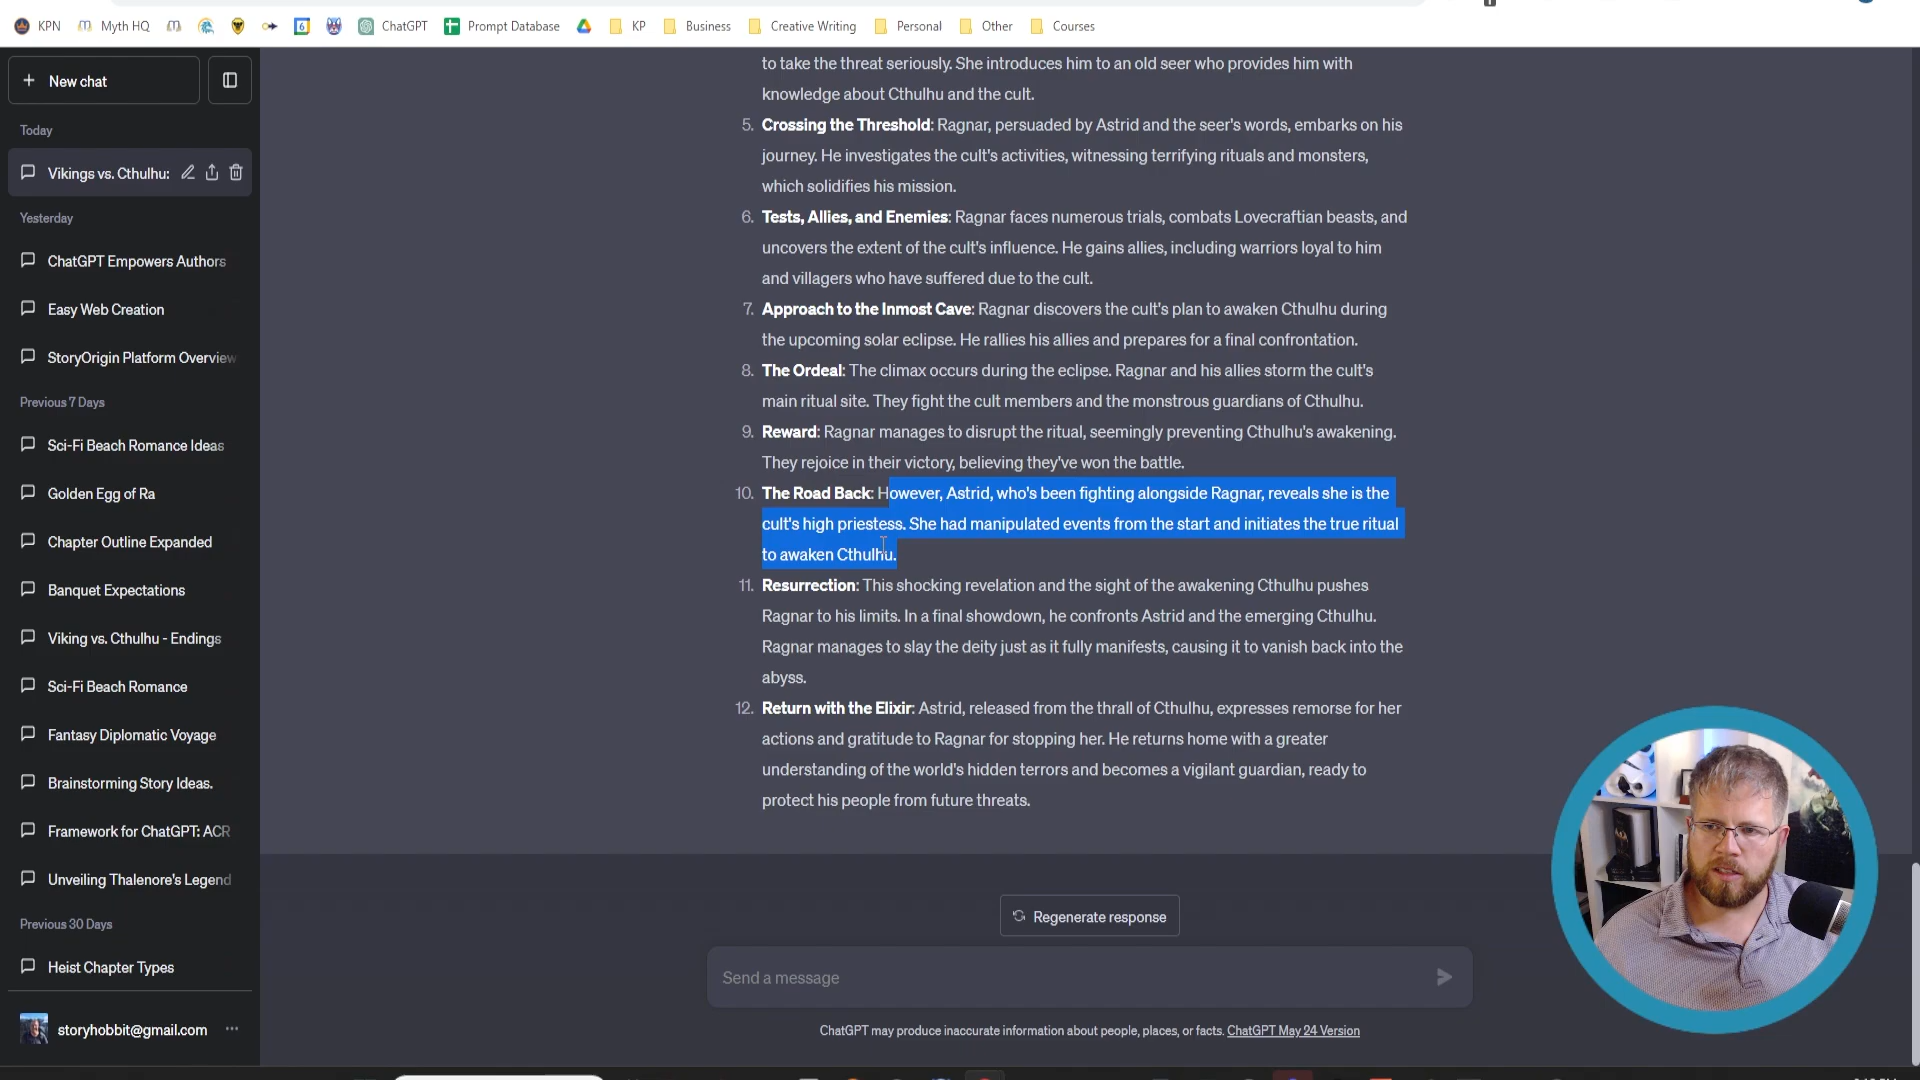 KPN
Myth HQ
6
ChatGPT
Prompt Database
KP
Business
Creative Writing
Personal
Other
Courses
New chat
Today
Vikings vs. Cthulhu:
Yesterday
ChatGPT Empowers Authors
Easy Web Creation
StoryOrigin Platform Overview
Previous 7 Days
Sci-Fi Beach Romance Ideas
Golden Egg of Ra
Chapter Outline Expanded
Banquet Expectations
Viking vs. Cthulhu - Endings
Sci-Fi Beach Romance
Fantasy Diplomatic Voyage
Brainstorming Story Ideas.
Framework for ChatGPT: ACR
Unveiling Thalenore's Legend
Previous 30 Days
Heist Chapter Types
storyhobbit@gmail.com
to take the threat seriously. She introduces him to an old seer who provides him with
knowledge about Cthulhu and the cult.
5. Crossing the Threshold: Ragnar, persuaded by Astrid and the seer's words, embarks on his
journey. He investigates the cult's activities, witnessing terrifying rituals and monsters,
which solidifies his mission.
6. Tests, Allies, and Enemies: Ragnar faces numerous trials, combats Lovecraftian beasts, and
uncovers the extent of the cult's influence. He gains allies, including warriors loyal to him
and villagers who have suffered due to the cult.
7. Approach to the Inmost Cave: Ragnar discovers the cult's plan to awaken Cthulhu during
the upcoming solar eclipse. He rallies his allies and prepares for a final confrontation.
8. The Ordeal: The climax occurs during the eclipse. Ragnar and his allies storm the cult's
main ritual site. They fight the cult members and the monstrous guardians of Cthulhu.
9. Reward: Ragnar manages to disrupt the ritual, seemingly preventing Cthulhu's awakening.
They rejoice in their victory, believing they've won the battle.
10. The Road Back: However, Astrid, who's been fighting alongside Ragnar, reveals she is the
cult's high priestess. She had manipulated events from the start and initiates the true ritual
to awaken Cthulhu.
11. Resurrection: This shocking revelation and the sight of the awakening Cthulhu pushes
Ragnar to his limits. In a final showdown, he confronts Astrid and the emerging Cthulhu.
Ragnar manages to slay the deity just as it fully manifests, causing it to vanish back into the
abyss.
12. Return with the Elixir: Astrid, released from the thrall of Cthulhu, expresses remorse for her
actions and gratitude to Ragnar for stopping her. He returns home with a greater
understanding of the world's hidden terrors and becomes a vigilant guardian, ready to
protect his people from future threats.
Regenerate response
Send a message
ChatGPT may produce inaccurate information about people, places, or facts. ChatGPT May 24 Version